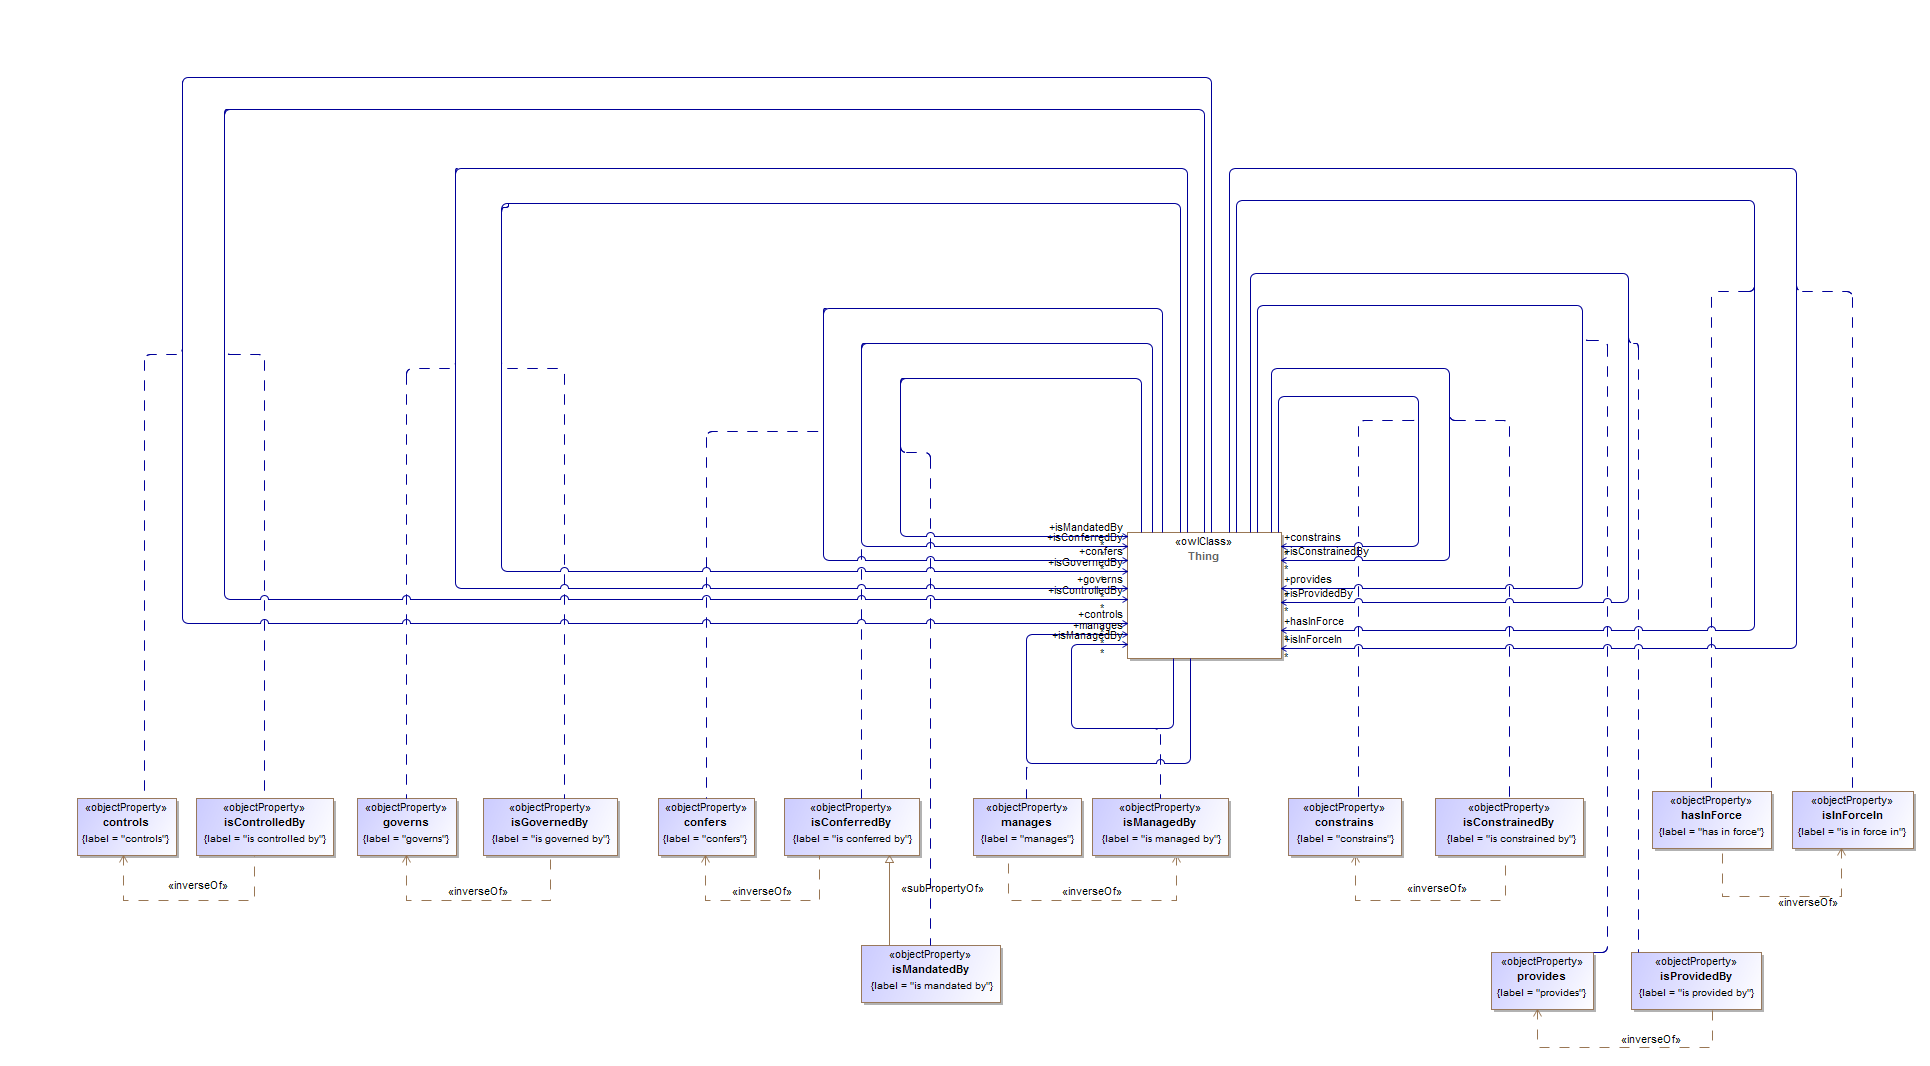 +isMandatedBy
+isConferredBy
*
+confers
*
+isGovernedBy
*
+governs
*
+isControlledBy
*
*
+controls
+manages
*
+isManagedBy
*
*
«owlClass»
Thing
+constrains
*
+isConstrainedBy
*
+provides
*
+isProvidedBy
*
+hasInForce
*
+isInForceIn
*
«objectProperty»
controls
{label = "controls"}
«objectProperty»
isControlledBy
{label = "is controlled by"}
«inverseOf»
«objectProperty»
governs
{label = "governs"}
«objectProperty»
isGovernedBy
{label = "is governed by"}
«inverseOf»
«objectProperty»
confers
{label = "confers"}
«objectProperty»
isConferredBy
{label = "is conferred by"}
«inverseOf»
«subPropertyOf»
«objectProperty»
isMandatedBy
{label = "is mandated by"}
«objectProperty»
manages
{label = "manages"}
«objectProperty»
isManagedBy
{label = "is managed by"}
«inverseOf»
«objectProperty»
constrains
{label = "constrains"}
«objectProperty»
isConstrainedBy
{label = "is constrained by"}
«inverseOf»
«objectProperty»
hasInForce
{label = "has in force"}
«objectProperty»
isInForceIn
{label = "is in force in"}
«inverseOf»
«objectProperty»
provides
{label = "provides"}
«objectProperty»
isProvidedBy
{label = "is provided by"}
«inverseOf»